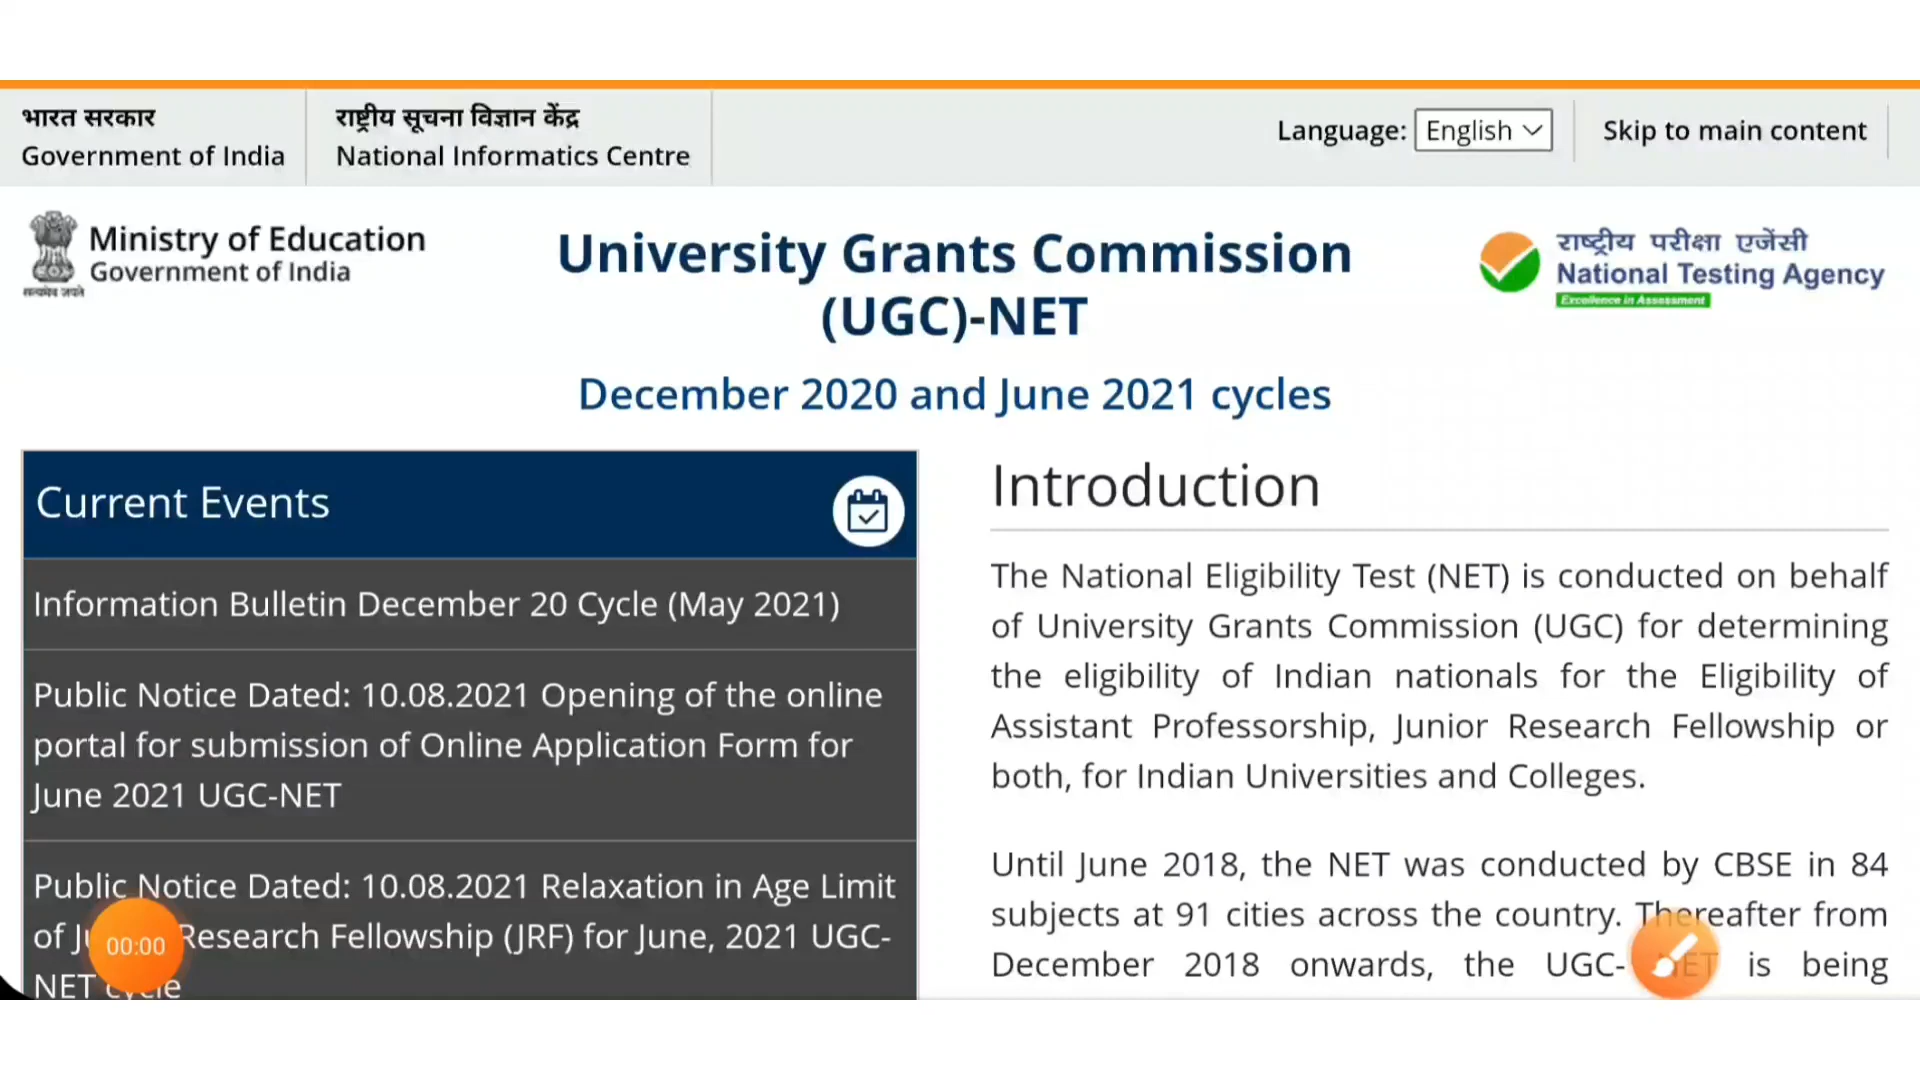 भारत सरकार
Government of India
राष्ट्रीय सूचना विज्ञान केंद्र
National Informatics Centre
Language: English
Skip to main content
सत्यमेव जयते
Ministry of Education
Government of India
University Grants Commission
(UGC)-NET
राष्ट्रीय परीक्षा एजेंसी
National Testing Agency
Excellence in Assessment
December 2020 and June 2021 cycles
Current Events
Information Bulletin December 20 Cycle (May 2021)
Public Notice Dated: 10.08.2021 Opening of the online
portal for submission of Online Application Form for
June 2021 UGC-NET
Public Notice Dated: 10.08.2021 Relaxation in Age Limit
of Research Fellowship (JRF) for June, 2021 UGC-
NET cycle
00:00
Introduction
The National Eligibility Test (NET) is conducted on behalf
of University Grants Commission (UGC) for determining
the eligibility of Indian nationals for the Eligibility of
Assistant Professorship, Junior Research Fellowship or
both, for Indian Universities and Colleges.
Until June 2018, the NET was conducted by CBSE in 84
subjects at 91 cities across the country. Thereafter from
December 2018 onwards, the UGC-NET is being